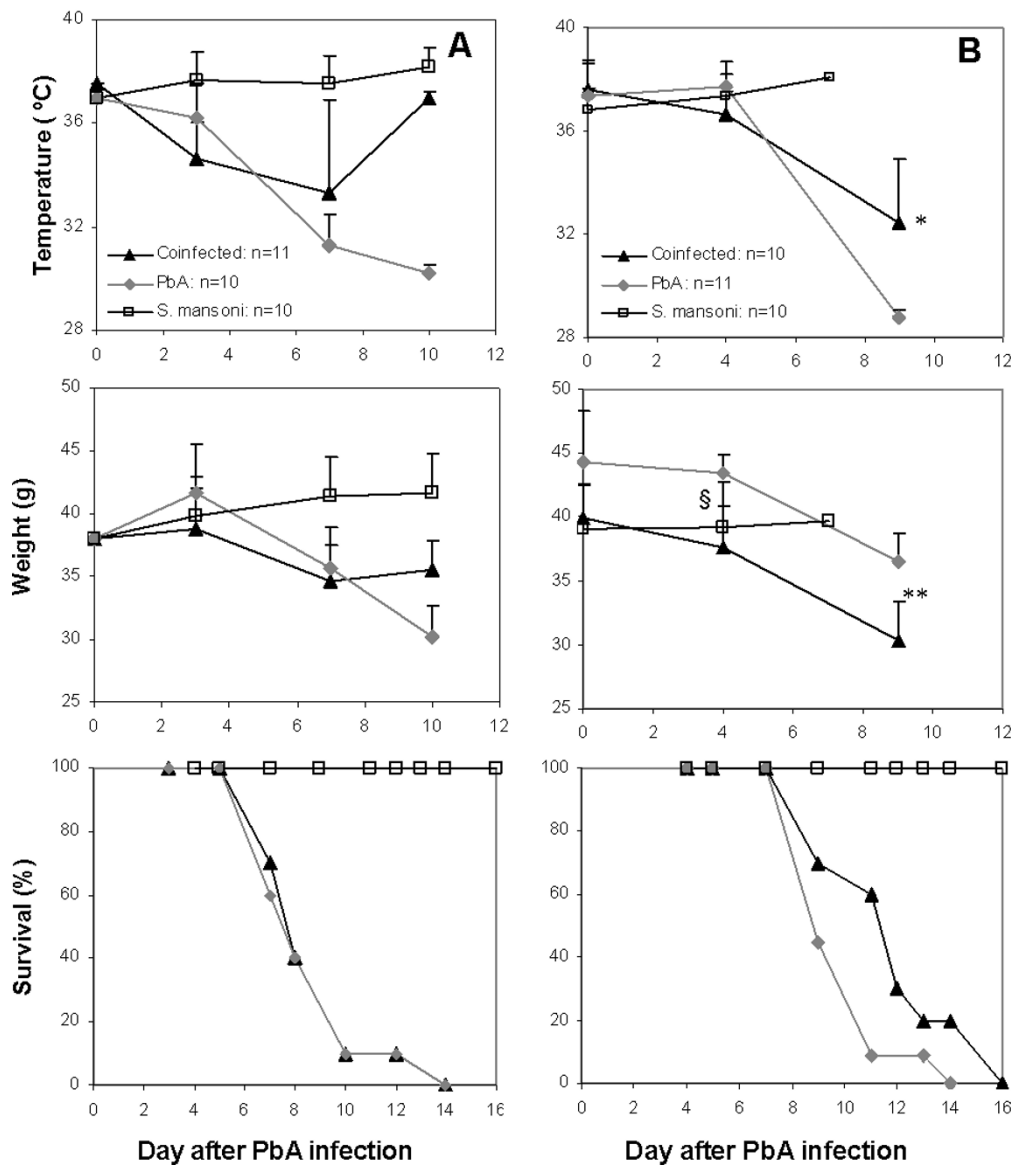 A
Temperature ( °C)
40
36
32
28
Coinfected: n=11
PbA: n=10
S. mansoni: n=10
0 2 4 6 8 10 12
B
40
36
32
28
*
Coinfected: n=10
PbA: n=11
S. mansoni: n=10
0 2 4 6 8 10 12
Weight (g)
50
45
40
35
30
25
0 2 4 6 8 10 12
50
45
40
35
30
25
§
**
0 2 4 6 8 10 12
Survival (%)
100
80
60
40
20
0
0 2 4 6 8 10 12 14 16
Day after PbA infection
100
80
60
40
20
0
0 2 4 6 8 10 12 14 16
Day after PbA infection